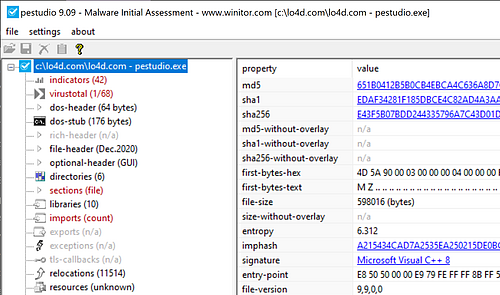 pestudio 9.09 - Malware Initial Assessment - www.winitor.com [c:\lo4d.com\lo4d.com - pestudio.exe]
file settings about
c:\lo4d.com\lo4d.com - pestudio.exe
indicators (42)
virustotal (1/68)
dos-header (64 bytes)
dos-stub (176 bytes)
rich-header (n/a)
file-header (Dec.2020)
optional-header (GUI)
directories (6)
sections (file)
libraries (10)
imports (count)
exports (n/a)
exceptions (n/a)
tls-callbacks (n/a)
relocations (11514)
resources (unknown)
property value
md5 651B0412B5B0CB4EBCA4C636A8D7
sha1 EDAF34281F185DBCE4C82AD4A3AA
sha256 E43F5B07BDD244335796A7C43D01D
md5-without-overlay n/a
sha1-without-overlay n/a
sha256-without-overlay n/a
first-bytes-hex 4D 5A 90 00 03 00 00 00 04 00 00 00
first-bytes-text M Z .. .. .. .. .. .. .. .. .. .. .. .. ..
file-size 598016 (bytes)
size-without-overlay n/a
entropy 6.312
imphash A215434CAD7A2535EA250215DE0BC
signature Microsoft Visual C++ 8
entry-point E8 50 50 00 00 E9 79 FE FF FF 8B FF 5
file-version 9,9,0,0